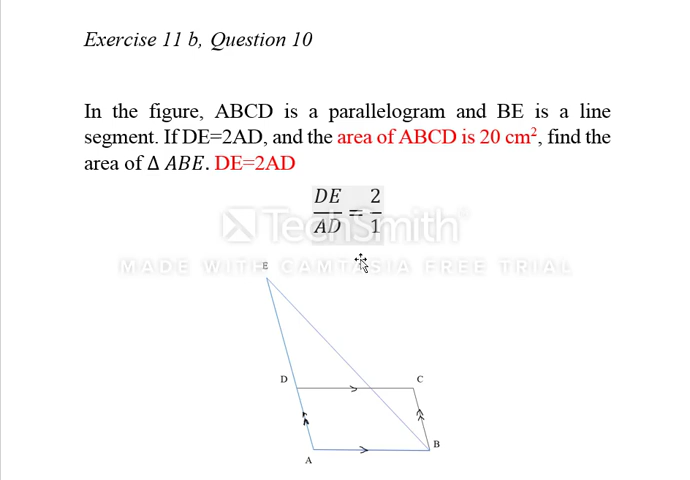 Exercise 11 b, Question 10
In the figure, ABCD is a parallelogram and BE is a line
segment. If DE=2AD, and the area of ABCD is 20 cm², find the
area of Δ ABE. DE=2AD
DE/AD = 2/1
TechSmith
MADE WITH CAMTASIA FREE TRIAL
E
D C
B
A